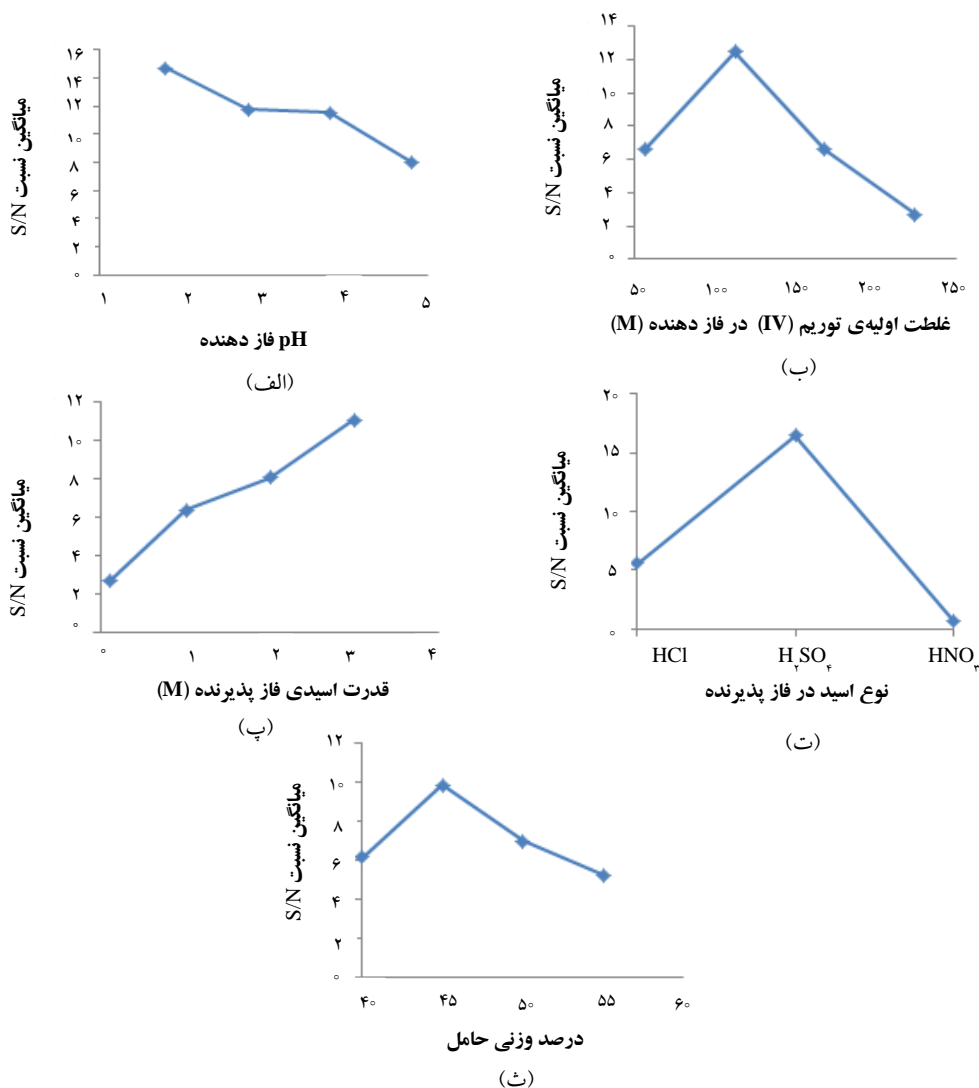 میانگین نسبت S/N
۱۶
۱۴
۱۲
۱۰
۸
۶
۴
۲
۰
۱ ۲ ۳ ۴ ۵
pH فاز دهنده
(الف)
میانگین نسبت S/N
۱۴
۱۲
۱۰
۸
۶
۴
۲
۰
۵۰ ۱۰۰ ۱۵۰ ۲۰۰ ۲۵۰
غلطت اولیه‌ی توریم (IV) در فاز دهنده (M)
(ب)
میانگین نسبت S/N
۱۲
۱۰
۸
۶
۴
۲
۰
۰ ۱ ۲ ۳ ۴
قدرت اسیدی فاز پذیرنده (M)
(پ)
میانگین نسبت S/N
۲۰
۱۵
۱۰
۵
۰
HCl H۲SO۴ HNO۳
نوع اسید در فاز پذیرنده
(ت)
میانگین نسبت S/N
۱۲
۱۰
۸
۶
۴
۲
۰
۴۰ ۴۵ ۵۰ ۵۵ ۶۰
درصد وزنی حامل
(ث)